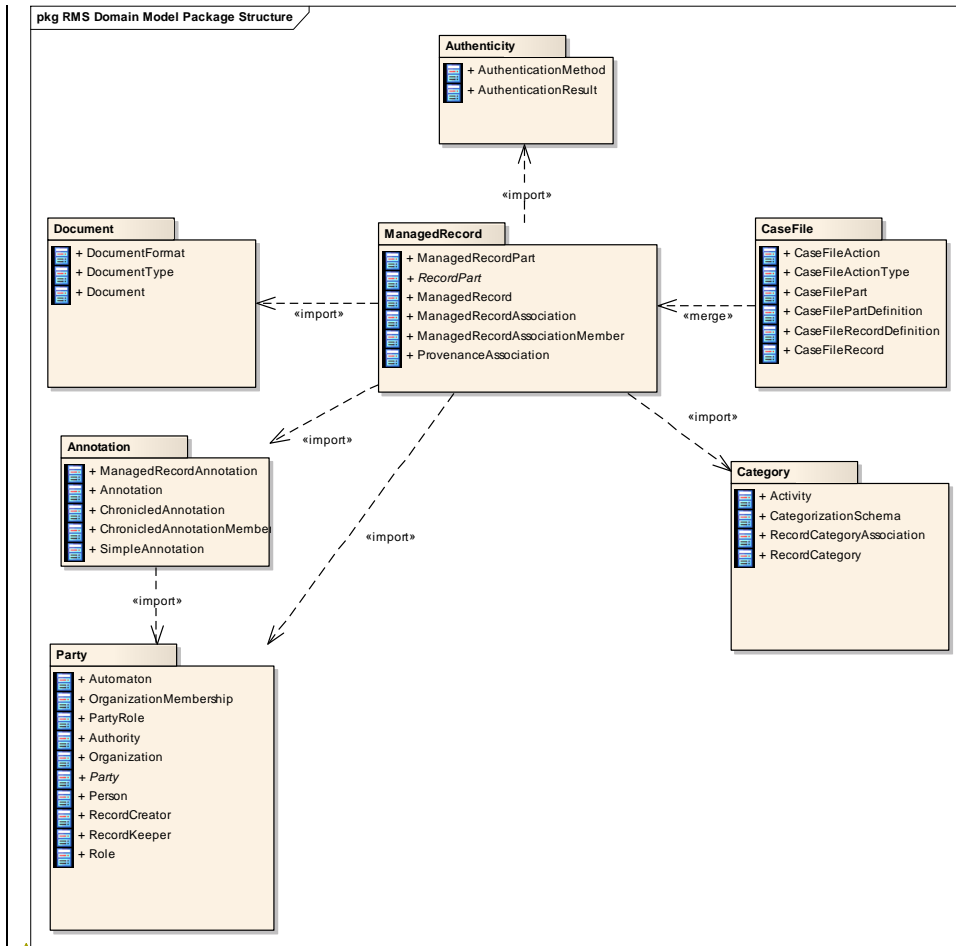 pkg RMS Domain Model Package Structure
Authenticity
+ AuthenticationMethod
+ AuthenticationResult
«import»
Document
+ DocumentFormat
+ DocumentType
+ Document
«import»
ManagedRecord
+ ManagedRecordPart
+ RecordPart
+ ManagedRecord
+ ManagedRecordAssociation
+ ManagedRecordAssociationMember
+ ProvenanceAssociation
«merge»
CaseFile
+ CaseFileAction
+ CaseFileActionType
+ CaseFilePart
+ CaseFilePartDefinition
+ CaseFileRecordDefinition
+ CaseFileRecord
«import»
«import»
«import»
Annotation
+ ManagedRecordAnnotation
+ Annotation
+ ChronicledAnnotation
+ ChronicledAnnotationMember
+ SimpleAnnotation
«import»
Category
+ Activity
+ CategorizationSchema
+ RecordCategoryAssociation
+ RecordCategory
Party
+ Automaton
+ OrganizationMembership
+ PartyRole
+ Authority
+ Organization
+ Party
+ Person
+ RecordCreator
+ RecordKeeper
+ Role